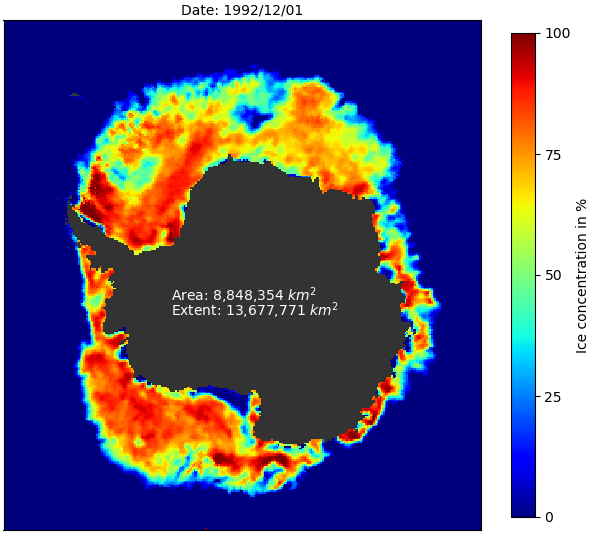 Date: 1992/12/01
100
75
Ice concentration in %
50
Area: 8,848,354 km²
Extent: 13,677,771 km²
25
0